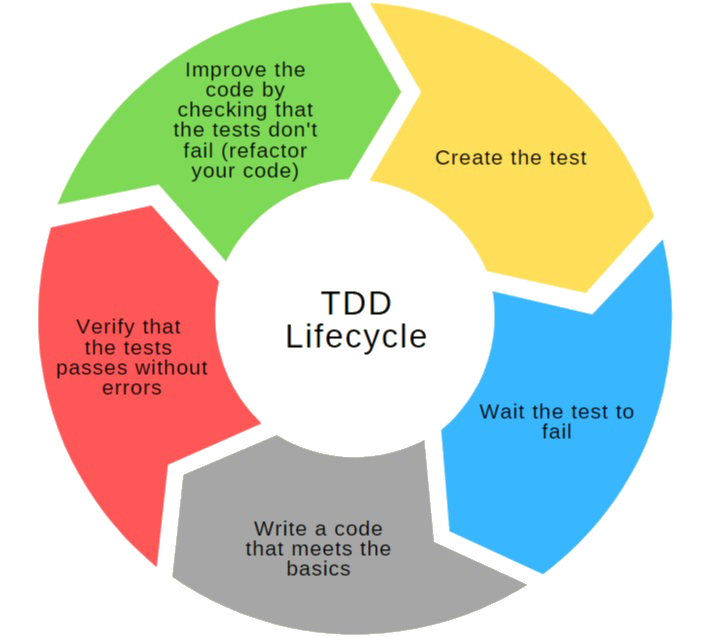 Improve the
code by
checking that
the tests don't
fail (refactor
your code)
Create the test
TDD
Lifecycle
Verify that
the tests
passes without
errors
Wait the test to
fail
Write a code
that meets the
basics